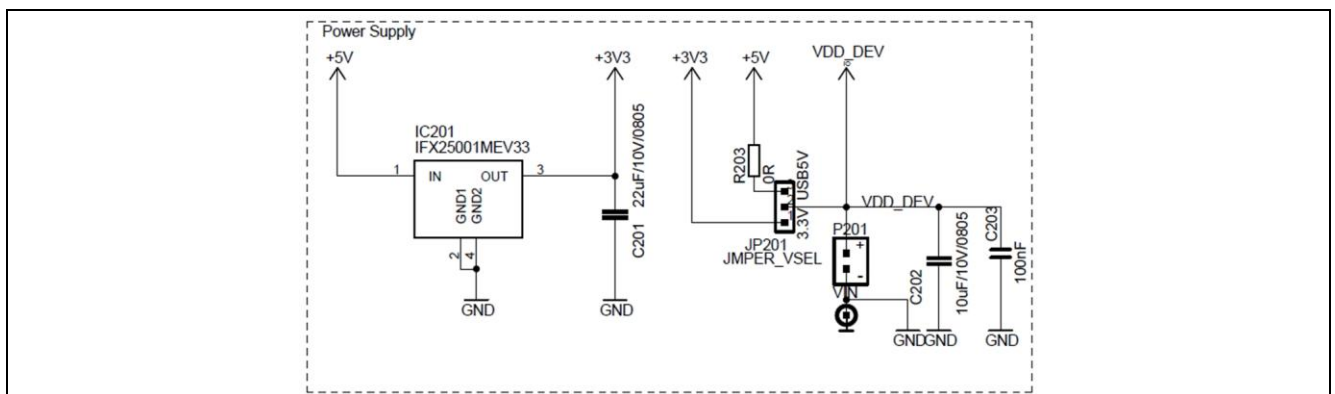 Power Supply
+5V
+3V3
+3V3
+5V
VDD_DEV
IC201
IFX25001MEV33
1
IN
OUT
3
GND1
GND2
2
4
GND
22uF/10V/0805
C201
GND
R203
0R
USB5V
3.3V
JP201
JMPER_VSEL
VDD_DEV
P201
+
-
VIN
GND
C202
10uF/10V/0805
GND
C203
100nF
GND